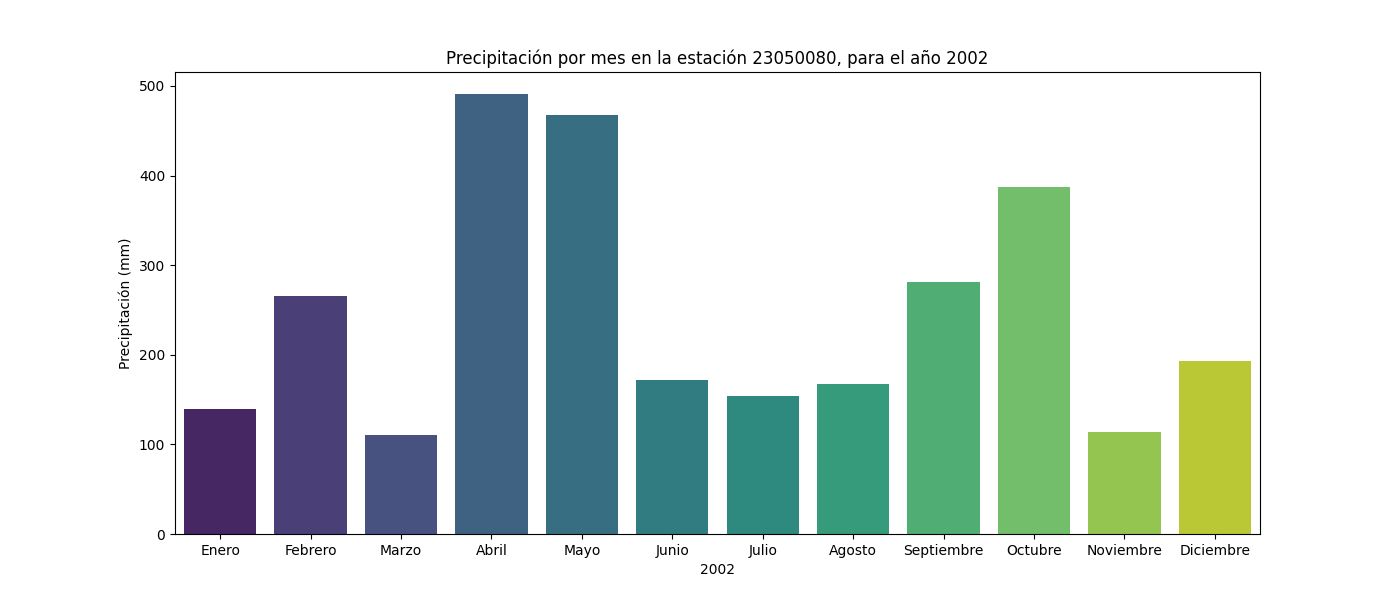 Precipitación por mes en la estación 23050080, para el año 2002
Precipitación (mm)
500
400
300
200
100
0
Enero Febrero Marzo Abril Mayo Junio Julio Agosto Septiembre Octubre Noviembre Diciembre
2002